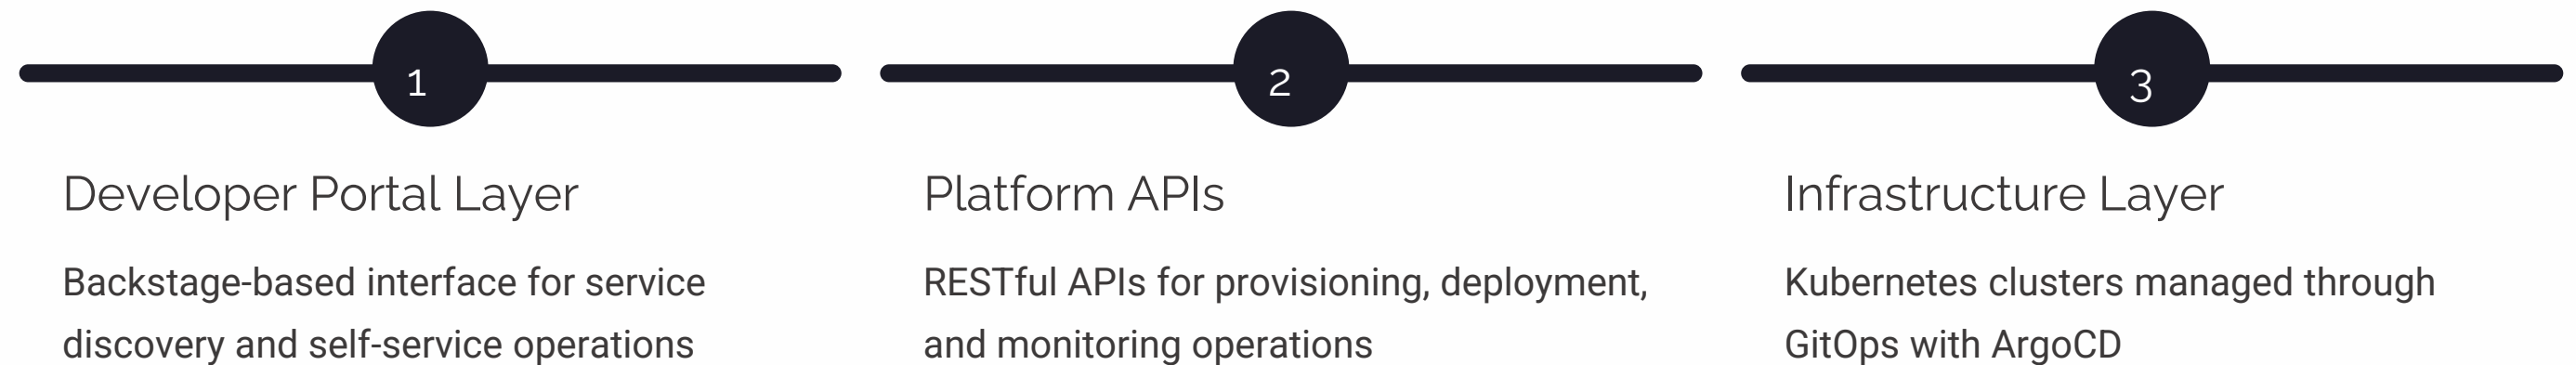 1
Developer Portal Layer
Backstage-based interface for service
discovery and self-service operations
2
Platform APIs
RESTful APIs for provisioning, deployment,
and monitoring operations
3
Infrastructure Layer
Kubernetes clusters managed through
GitOps with ArgoCD